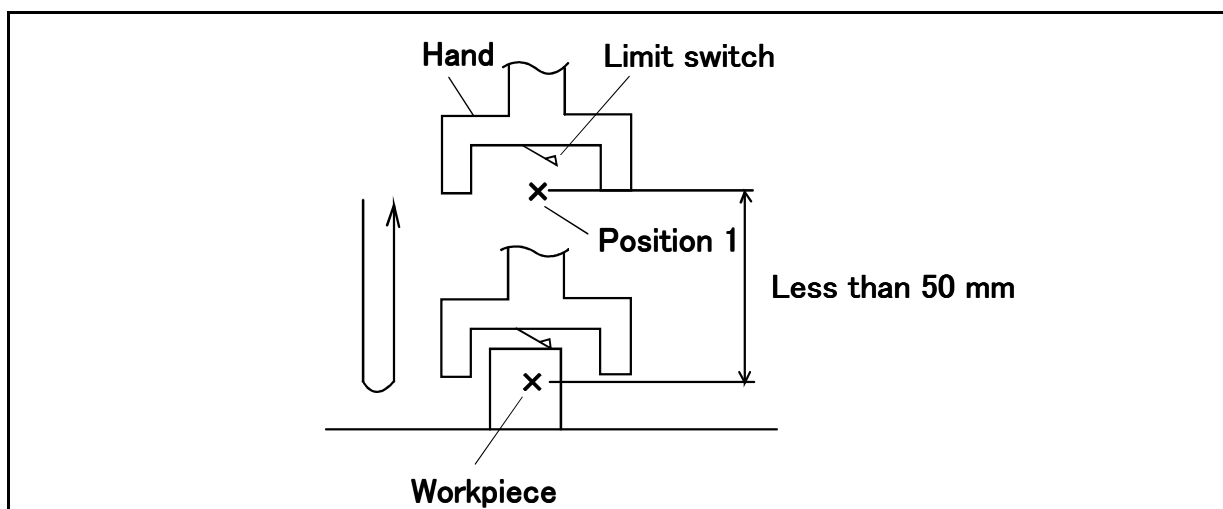 Hand
Limit switch
Position 1
Less than 50 mm
Workpiece